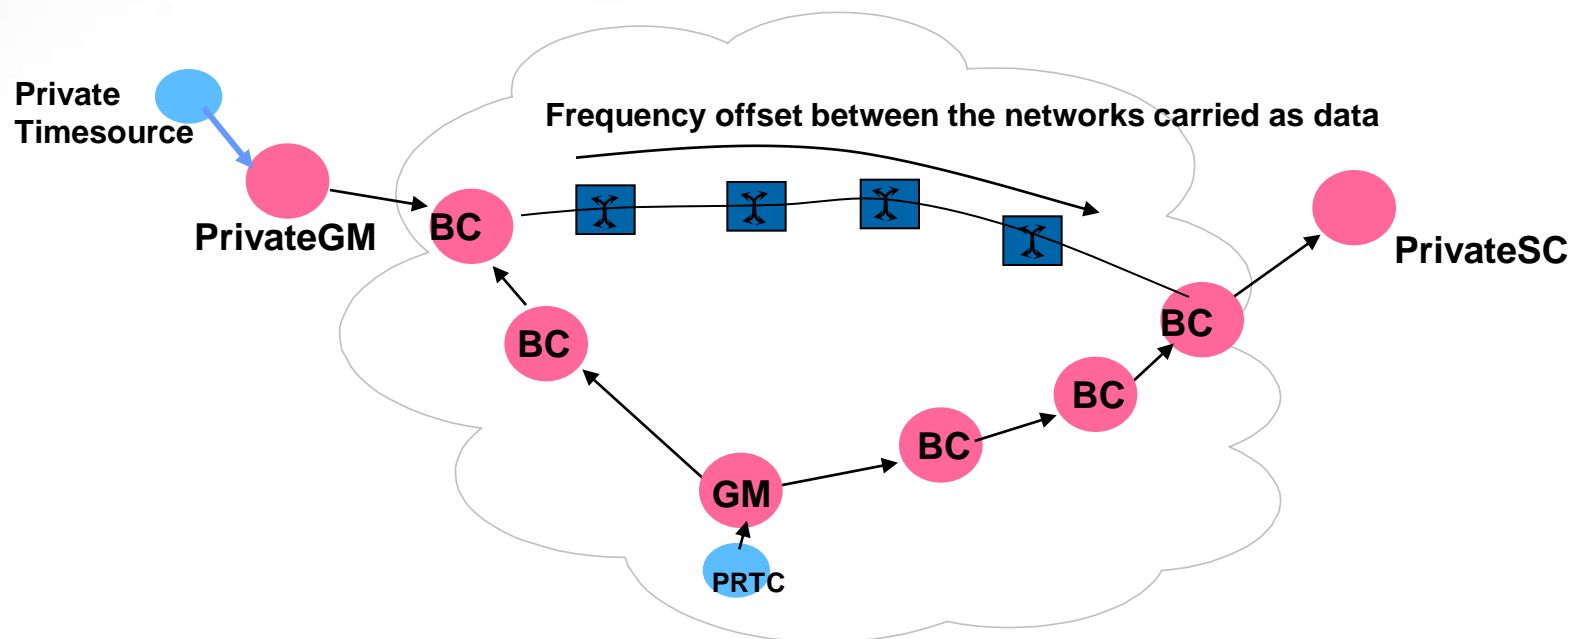 Private
Timesource
Frequency offset between the networks carried as data
PrivateGM
BC
PrivateSC
BC
BC
BC
BC
GM
PRTC